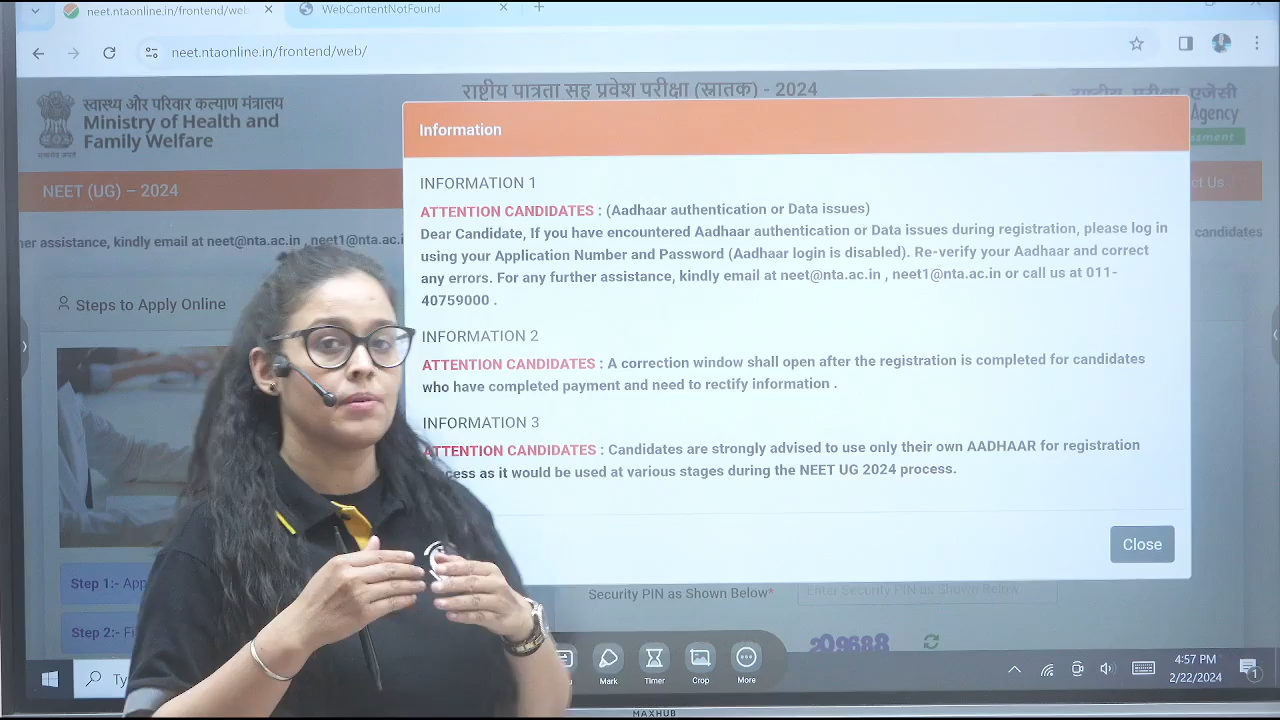 neet.ntaonline.in/frontend/web
WebContentNotFound
neet.ntaonline.in/frontend/web/
राष्ट्रीय पात्रता सह प्रवेश परीक्षा (स्नातक) - 2024
स्वास्थ्य और परिवार कल्याण मंत्रालय
Ministry of Health and
Family Welfare
Agency
NEET (UG) – 2024
Us
assistance, kindly email at neet@nta.ac.in , neet1@nta.ac.i
candidates
Steps to Apply Online
Information
INFORMATION 1
ATTENTION CANDIDATES : (Aadhaar authentication or Data issues)
Dear Candidate, If you have encountered Aadhaar authentication or Data issues during registration, please log in
using your Application Number and Password (Aadhaar login is disabled). Re-verify your Aadhaar and correct
any errors. For any further assistance, kindly email at neet@nta.ac.in , neet1@nta.ac.in or call us at 011-
40759000 .
INFORMATION 2
ATTENTION CANDIDATES : A correction window shall open after the registration is completed for candidates
who have completed payment and need to rectify information .
INFORMATION 3
ATTENTION CANDIDATES : Candidates are strongly advised to use only their own AADHAAR for registration
as it would be used at various stages during the NEET UG 2024 process.
Close
Step 1:- App
Step 2:- Fi
Security PIN as Shown Below*
Enter Security PIN as Shown Below
209688
Mark
Timer
Crop
More
Ty
4:57 PM
2/22/2024
1
MAXHUB